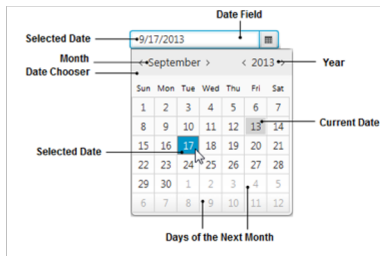 Date Field
Selected Date
9/17/2013
Month
< September > < 2013 >
Year
Date Chooser
Sun Mon Tue Wed Thu Fri Sat
1 2 3 4 5 6 7
8 9 10 11 12 13 14
Current Date
15 16 17 18 19 20 21
Selected Date
22 23 24 25 26 27 28
29 30 1 2 3 4 5
6 7 8 9 10 11 12
Days of the Next Month